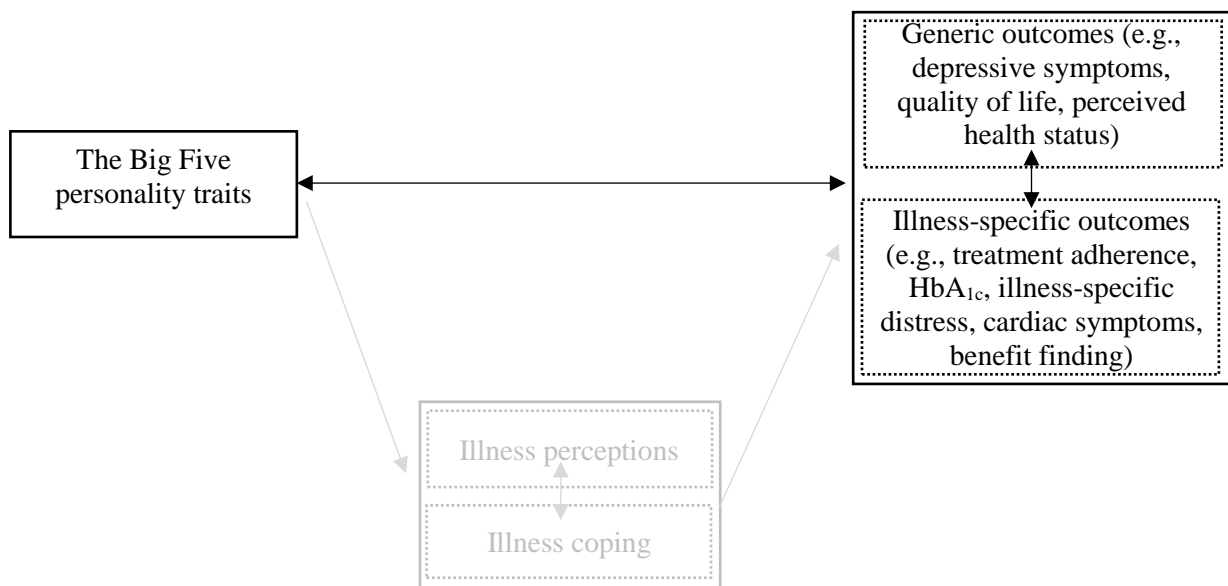 Generic outcomes (e.g.,
depressive symptoms,
quality of life, perceived
health status)
The Big Five
personality traits
Illness-specific outcomes
(e.g., treatment adherence,
HbA1c, illness-specific
distress, cardiac symptoms,
benefit finding)
Illness perceptions
Illness coping